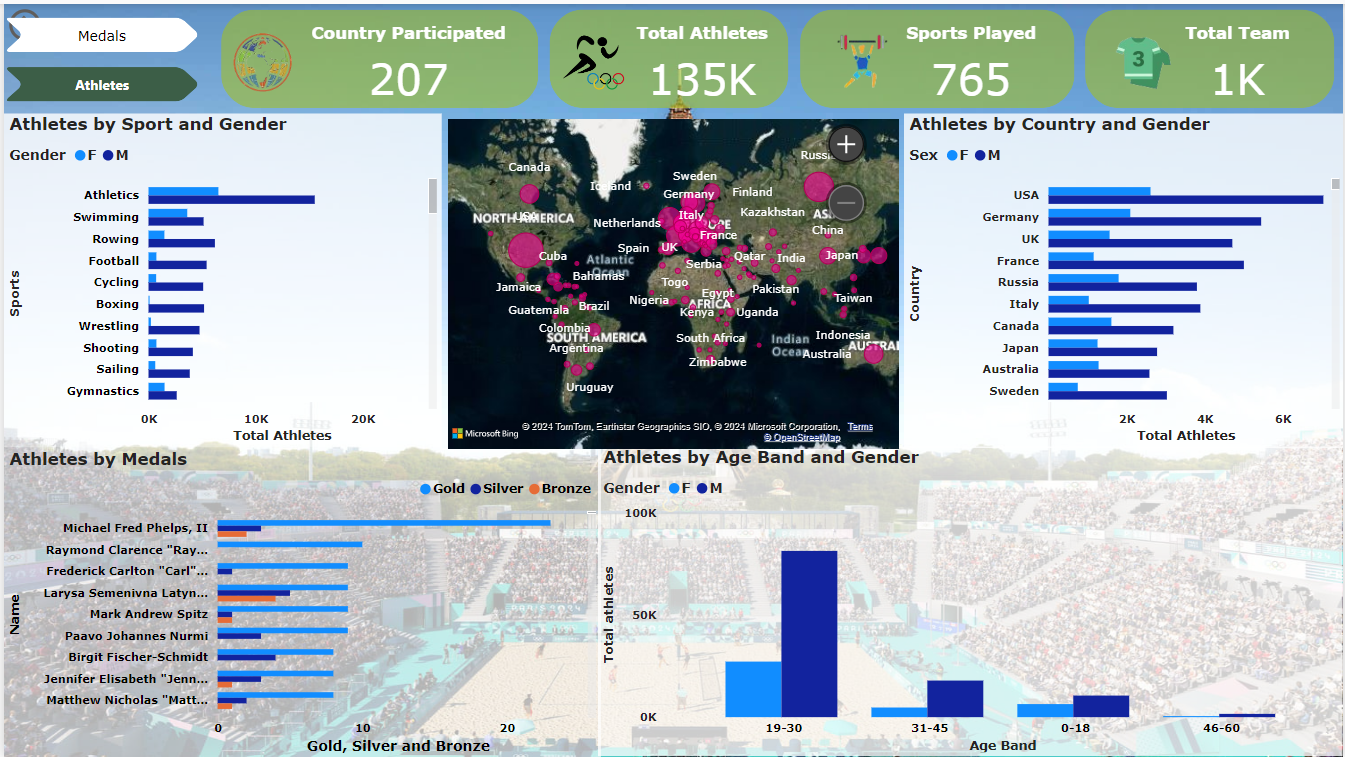 Medals
Athletes
Country Participated
207
Total Athletes
135K
Sports Played
765
3
Total Team
1K
Athletes by Sport and Gender
Gender F M
Sports
Athletics
Swimming
Rowing
Football
Cycling
Boxing
Wrestling
Shooting
Sailing
Gymnastics
0K 10K 20K
Total Athletes
Canada
Iceland
Sweden
Russia
Finland
Germany
NORTH AMERICA
Kazakhstan
Netherlands
Italy
France
China
Spain
UK
Cuba
Atlantic
Ocean
Serbia
Qatar
India
Japan
Bahamas
Jamaica
Togo
Pakistan
Egypt
Nigeria
AFRICA
Taiwan
Guatemala
Brazil
Kenya
Uganda
Colombia
SOUTH AMERICA
Argentina
South Africa
Indian
Ocean
Indonesia
Australia
AUSTRAL
Zimbabwe
Uruguay
Microsoft Bing
© 2024 TomTom, Earthstar Geographics SIO, © 2024 Microsoft Corporation, Terms
© OpenStreetMap
Athletes by Country and Gender
Sex F M
Country
USA
Germany
UK
France
Russia
Italy
Canada
Japan
Australia
Sweden
2K 4K 6K
Total Athletes
Athletes by Medals
Gold Silver Bronze
Name
Michael Fred Phelps, II
Raymond Clarence "Ray...
Frederick Carlton "Carl"...
Larysa Semenivna Latyn...
Mark Andrew Spitz
Paavo Johannes Nurmi
Birgit Fischer-Schmidt
Jennifer Elisabeth "Jenn...
Matthew Nicholas "Matt...
0 10 20
Gold, Silver and Bronze
Athletes by Age Band and Gender
Gender F M
Total athletes
100K
50K
0K
19-30 31-45 0-18 46-60
Age Band